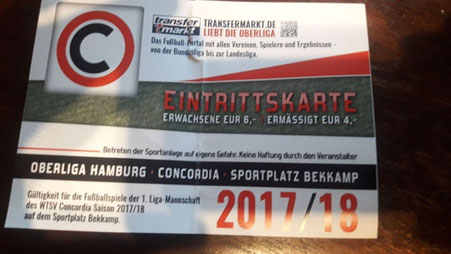 C
transfer
markt
TRANSFERMARKT.DE
LIEBT DIE OBERLIGA
Das Fußball-Portal mit allen Vereinen, Spielern und Ergebnissen -
von der Bundesliga bis zur Landesliga.
EINTRITTSKARTE
ERWACHSENE EUR 6,- | ERMÄSSIGT EUR 4,-
Betreten der Sportanlage auf eigene Gefahr. Keine Haftung durch den Veranstalter
OBERLIGA HAMBURG · CONCORDIA · SPORTPLATZ BEKKAMP
Gültigkeit für die Fußballspiele der 1. Liga-Mannschaft
des WTSV Concordia Saison 2017/18
auf dem Sportplatz Bekkamp.
2017/18